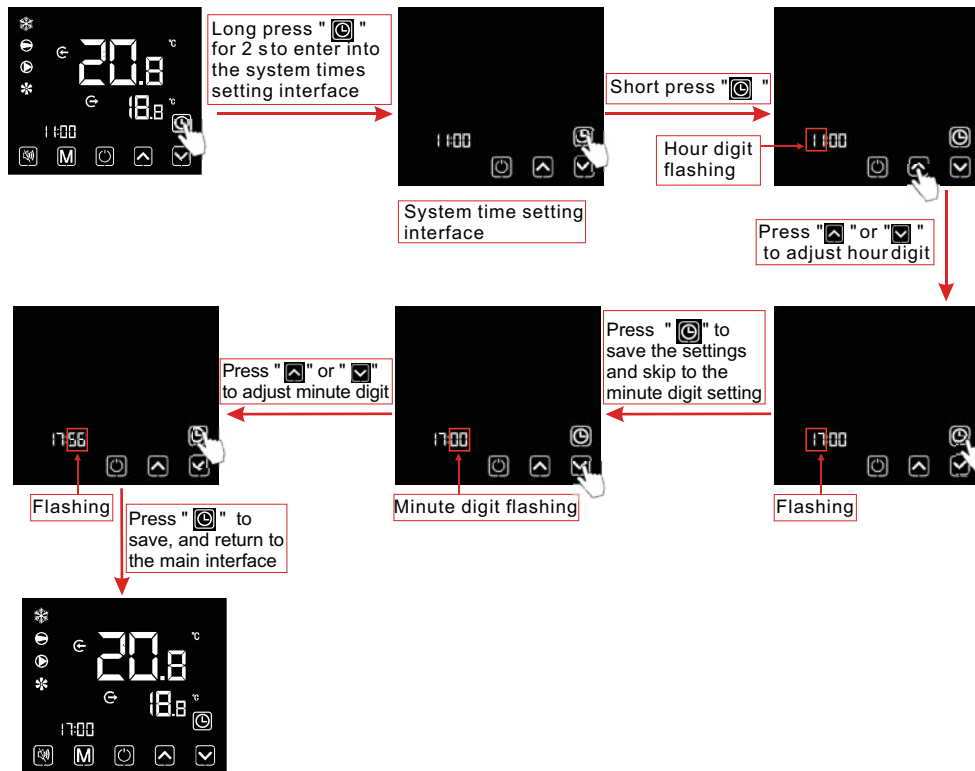 20.8 °C
18.8 °C
11:00
M
Long press " "
for 2 s to enter into
the system times
setting interface
11:00
System time setting
interface
Short press " "
Hour digit
flashing
11:00
Press " " or " "
to adjust hour digit
17:00
Flashing
Press " " to
save the settings
and skip to the
minute digit setting
17:00
Minute digit flashing
Press " " or " "
to adjust minute digit
17:56
Flashing
Press " " to
save, and return to
the main interface
20.8 °C
18.8 °C
17:00
M